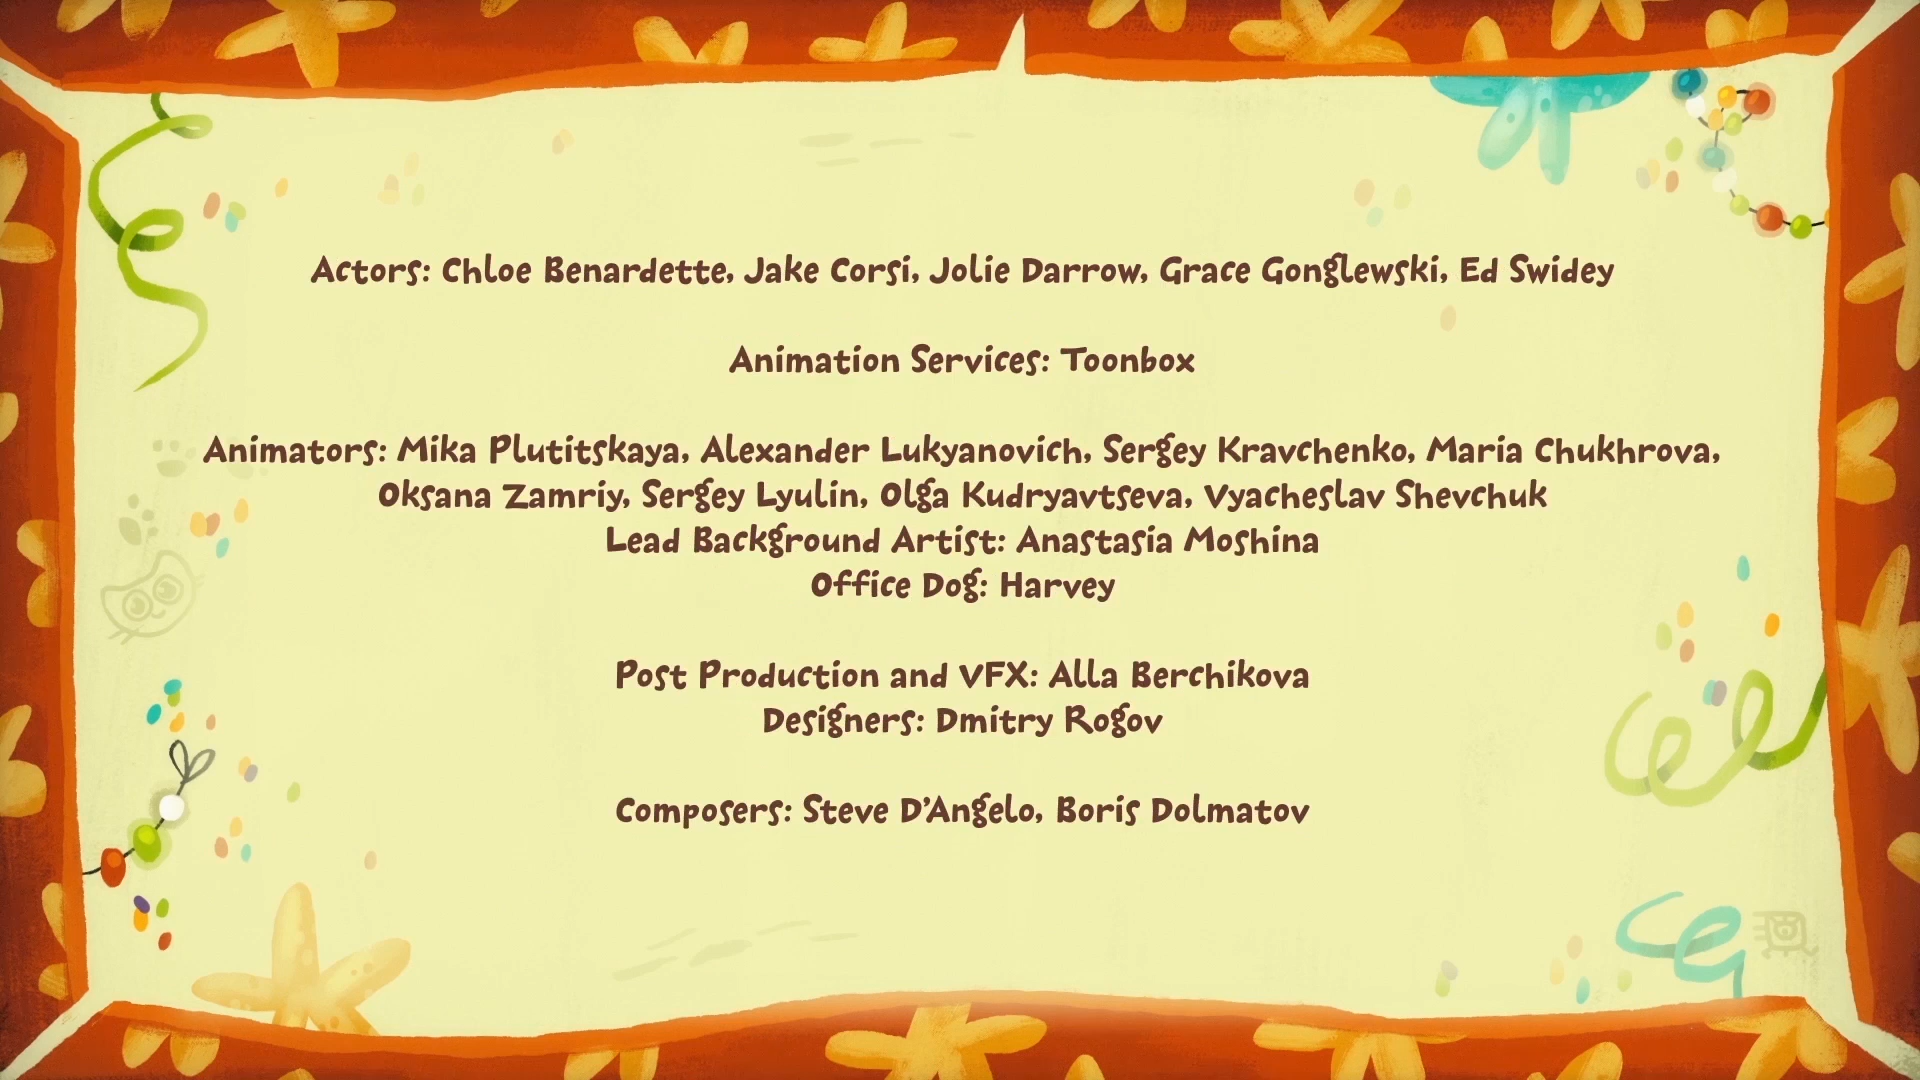 Actors: Chloe Benardette, Jake Corsi, Jolie Darrow, Grace Gonglewski, Ed Swidey
Animation Services: Toonbox
Animators: Mika Plutitskaya, Alexander Lukyanovich, Sergey Kravchenko, Maria Chukhrova,
Oksana Zamriy, Sergey Lyulin, Olga Kudryavtseva, Vyacheslav Shevchuk
Lead Background Artist: Anastasia Moshina
Office Dog: Harvey
Post Production and VFX: Alla Berchikova
Designers: Dmitry Rogov
Composers: Steve D’Angelo, Boris Dolmatov